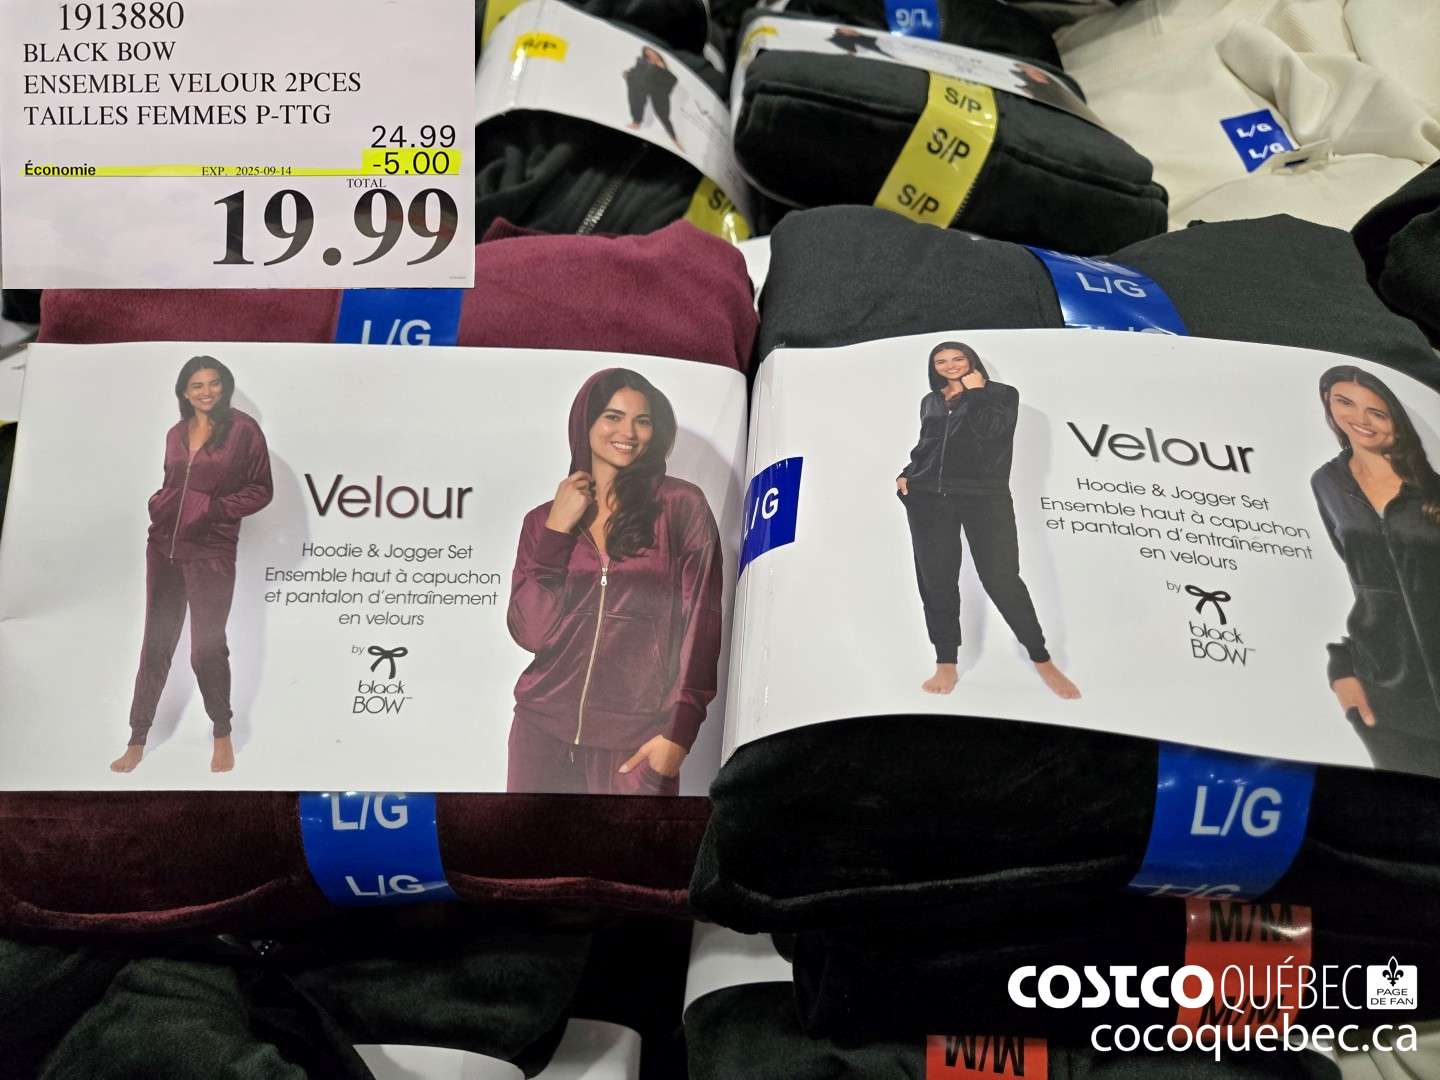 1913880
BLACK BOW
ENSEMBLE VELOUR 2PCES
TAILLES FEMMES P-TTG
24.99
Économie EXP. 2025-09-14 -5.00
TOTAL
19.99
S/P
L/G
S/P
S/P
S/P
L/G
L/G
L/G
L/G
Velour
Hoodie & Jogger Set
Ensemble haut à capuchon
et pantalon d'entraînement
en velours
by
black
BOW™
L/G
L/G
L/G
Velour
Hoodie & Jogger Set
Ensemble haut à capuchon
et pantalon d'entraînement
en velours
by
black
BOW™
L/G
L/G
M/M
M/M
M/M
COSTCO QUÉBEC PAGE DE FAN
cocoquebec.ca